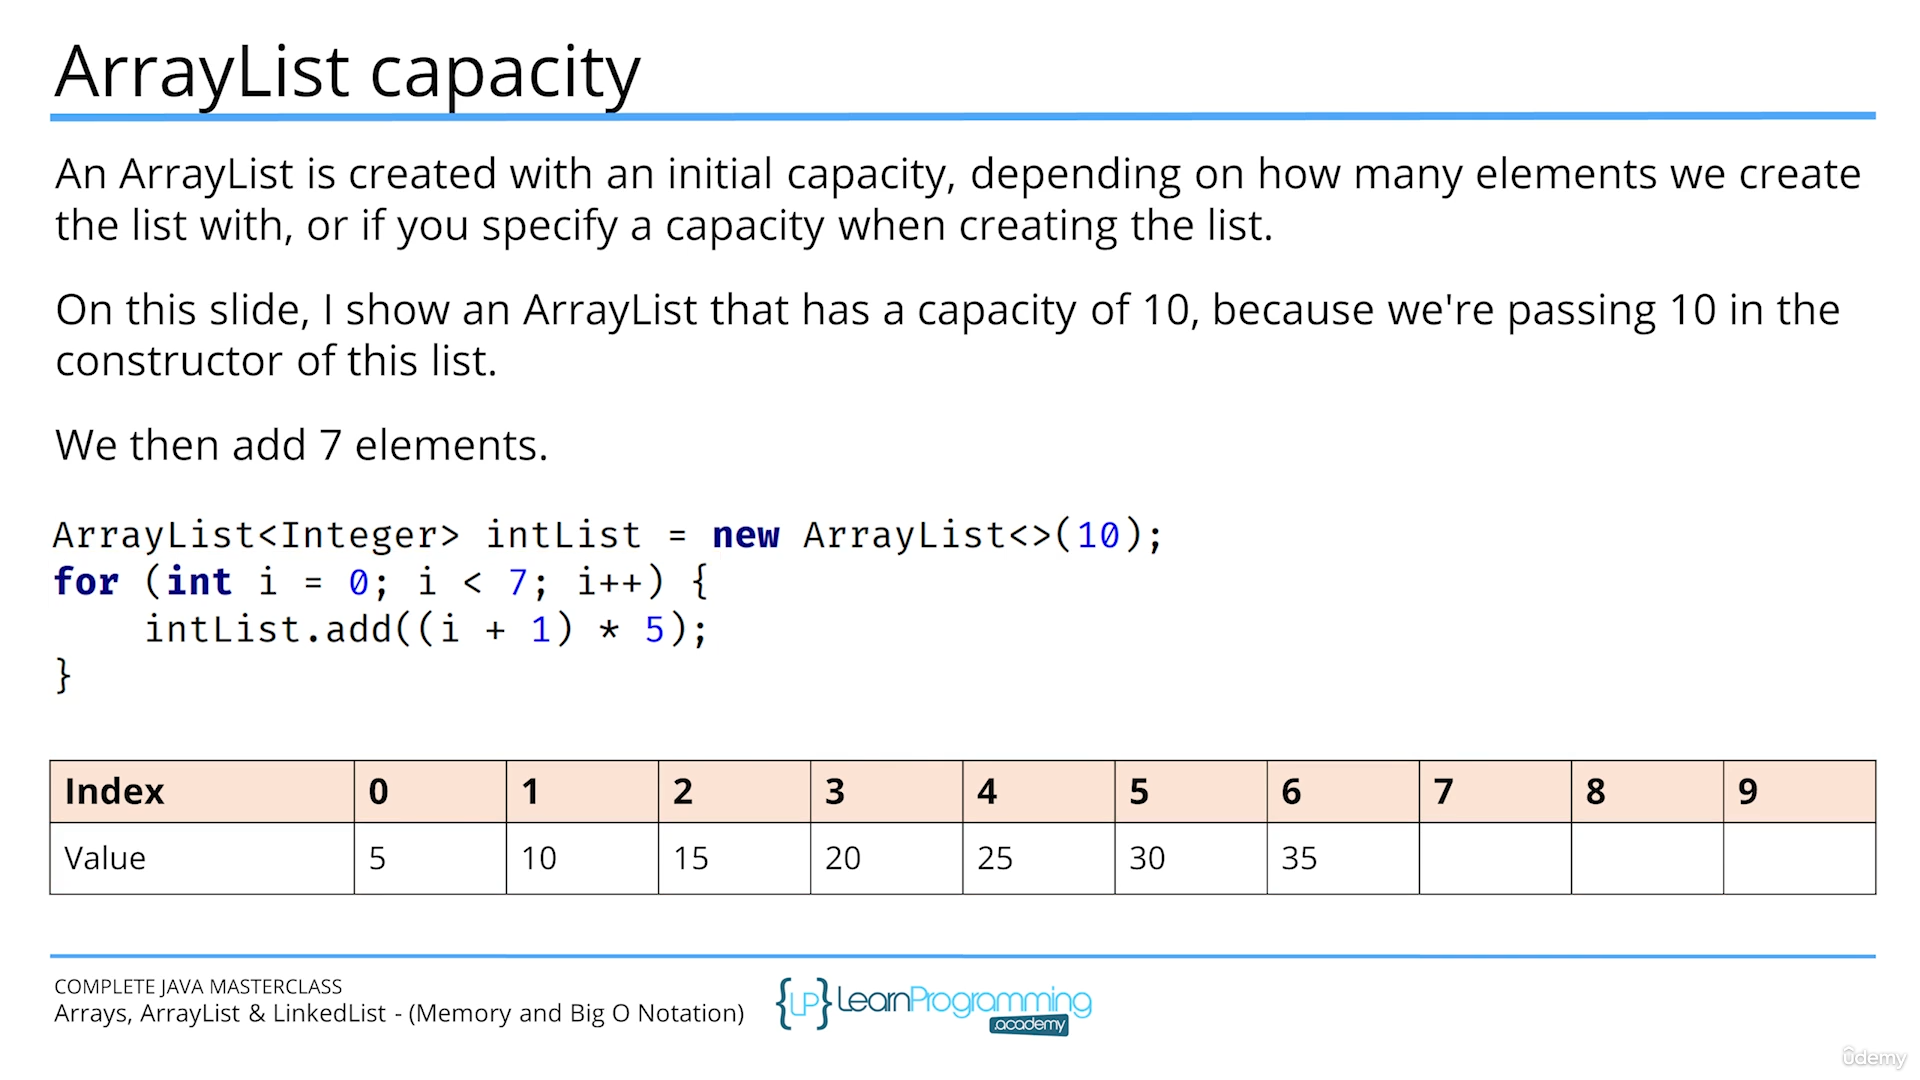 ArrayList capacity
An ArrayList is created with an initial capacity, depending on how many elements we create
the list with, or if you specify a capacity when creating the list.
On this slide, I show an ArrayList that has a capacity of 10, because we're passing 10 in the
constructor of this list.
We then add 7 elements.
ArrayList<Integer> intList = new ArrayList<>(10);
for (int i = 0; i < 7; i++) {
    intList.add((i + 1) * 5);
}
Index 0 1 2 3 4 5 6 7 8 9
Value 5 10 15 20 25 30 35
COMPLETE JAVA MASTERCLASS
Arrays, ArrayList & LinkedList - (Memory and Big O Notation)
{LP} LearnProgramming
.academy
udemy